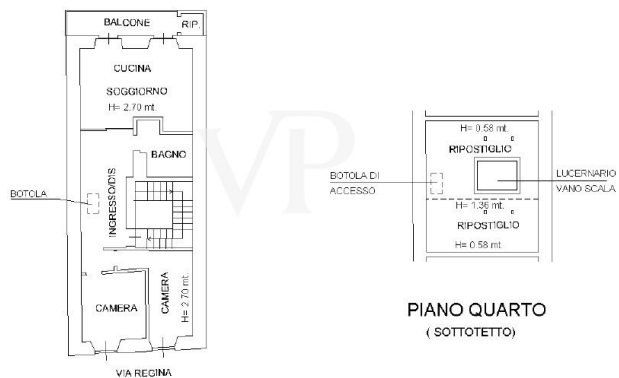 BALCONE
RIP.
CUCINA
SOGGIORNO
H= 2.70 mt.
BAGNO
INGRESSO/DIS
BOTOLA
CAMERA
CAMERA
H= 2.70 mt.
VIA REGINA
H= 0.58 mt.
RIPOSTIGLIO
BOTOLA DI
ACCESSO
LUCERNARIO
VANO SCALA
H= 1.36 mt.
RIPOSTIGLIO
H= 0.58 mt.
PIANO QUARTO
( SOTTOTETTO)
VP